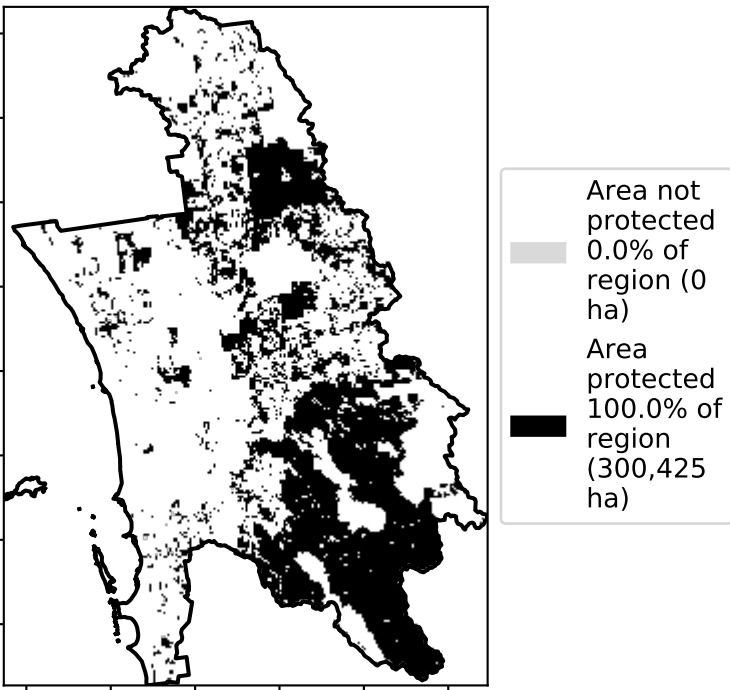 Area not
protected
0.0% of
region (0
ha)
Area
protected
100.0% of
region
(300,425
ha)